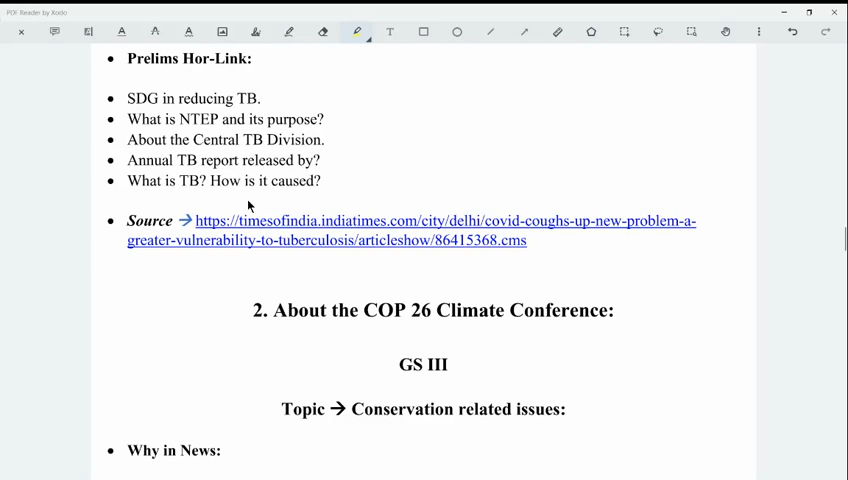 PDF Reader by Xodo
• Prelims Hor-Link:
• SDG in reducing TB.
• What is NTEP and its purpose?
• About the Central TB Division.
• Annual TB report released by?
• What is TB? How is it caused?
• Source → https://timesofindia.indiatimes.com/city/delhi/covid-coughs-up-new-problem-a-
greater-vulnerability-to-tuberculosis/articleshow/86415368.cms
2. About the COP 26 Climate Conference:
GS III
Topic → Conservation related issues:
• Why in News: